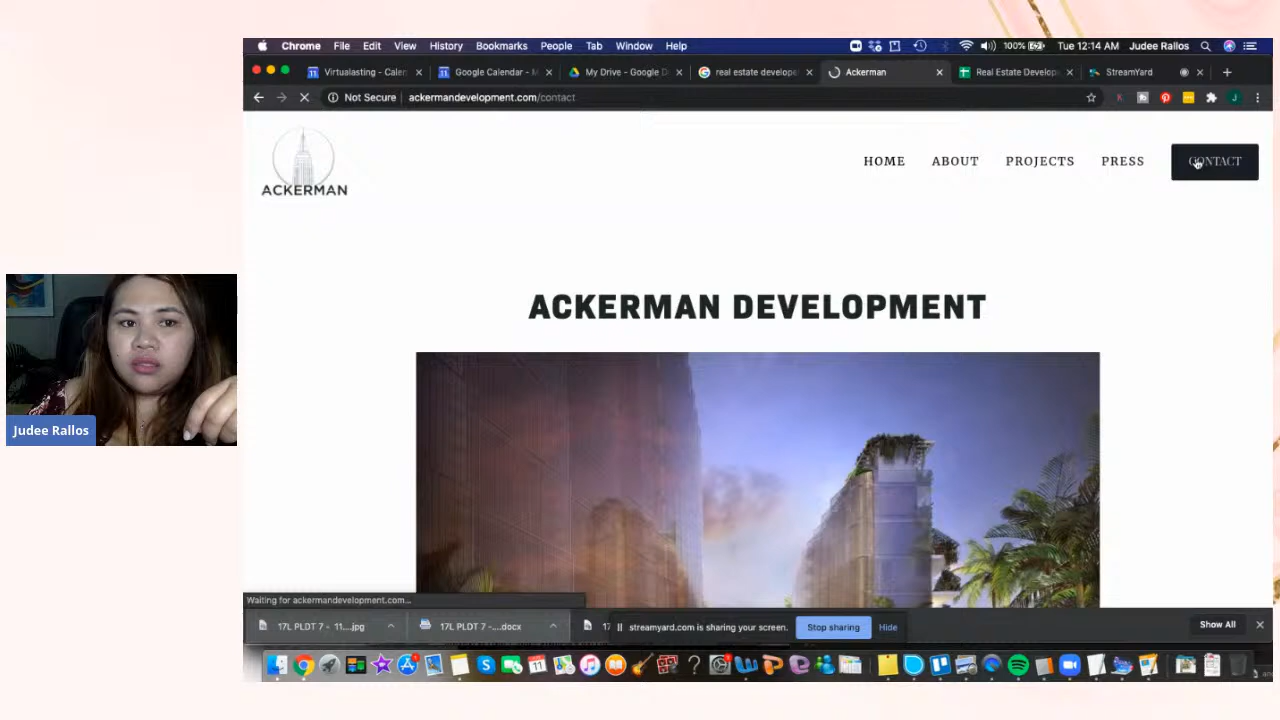 Chrome File Edit View History Bookmarks People Tab Window Help 100% Tue 12:14 AM Judee Rallos
Virtualasting - Calen Google Calendar - M My Drive - Google D real estate develope Ackerman Real Estate Develop StreamYard
Not Secure ackermandevelopment.com/contact
HOME ABOUT PROJECTS PRESS CONTACT
ACKERMAN
ACKERMAN DEVELOPMENT
Judee Rallos
Waiting for ackermandevelopment.com...
17L PLDT 7 - 11....jpg 17L PLDT 7 -....docx streamyard.com is sharing your screen. Stop sharing Hide Show All